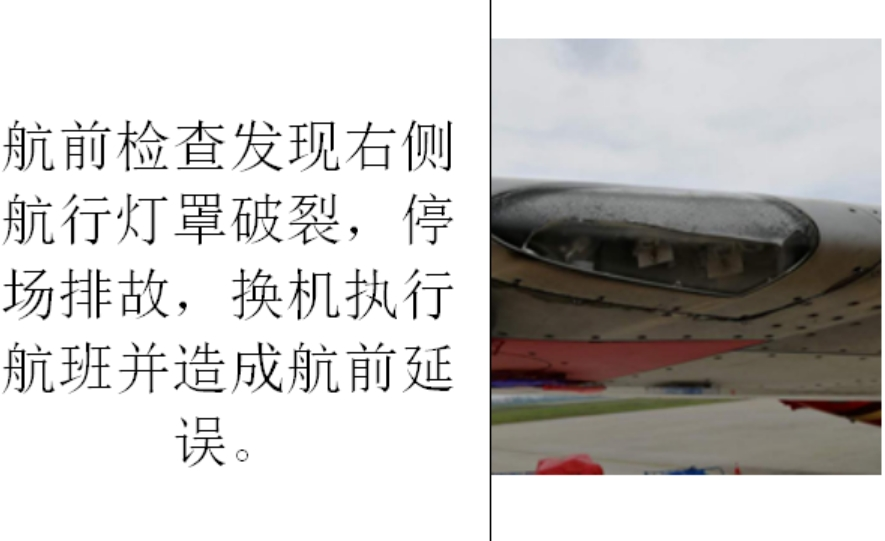 航前检查发现右侧
航行灯罩破裂，停
场排故，换机执行
航班并造成航前延
误。